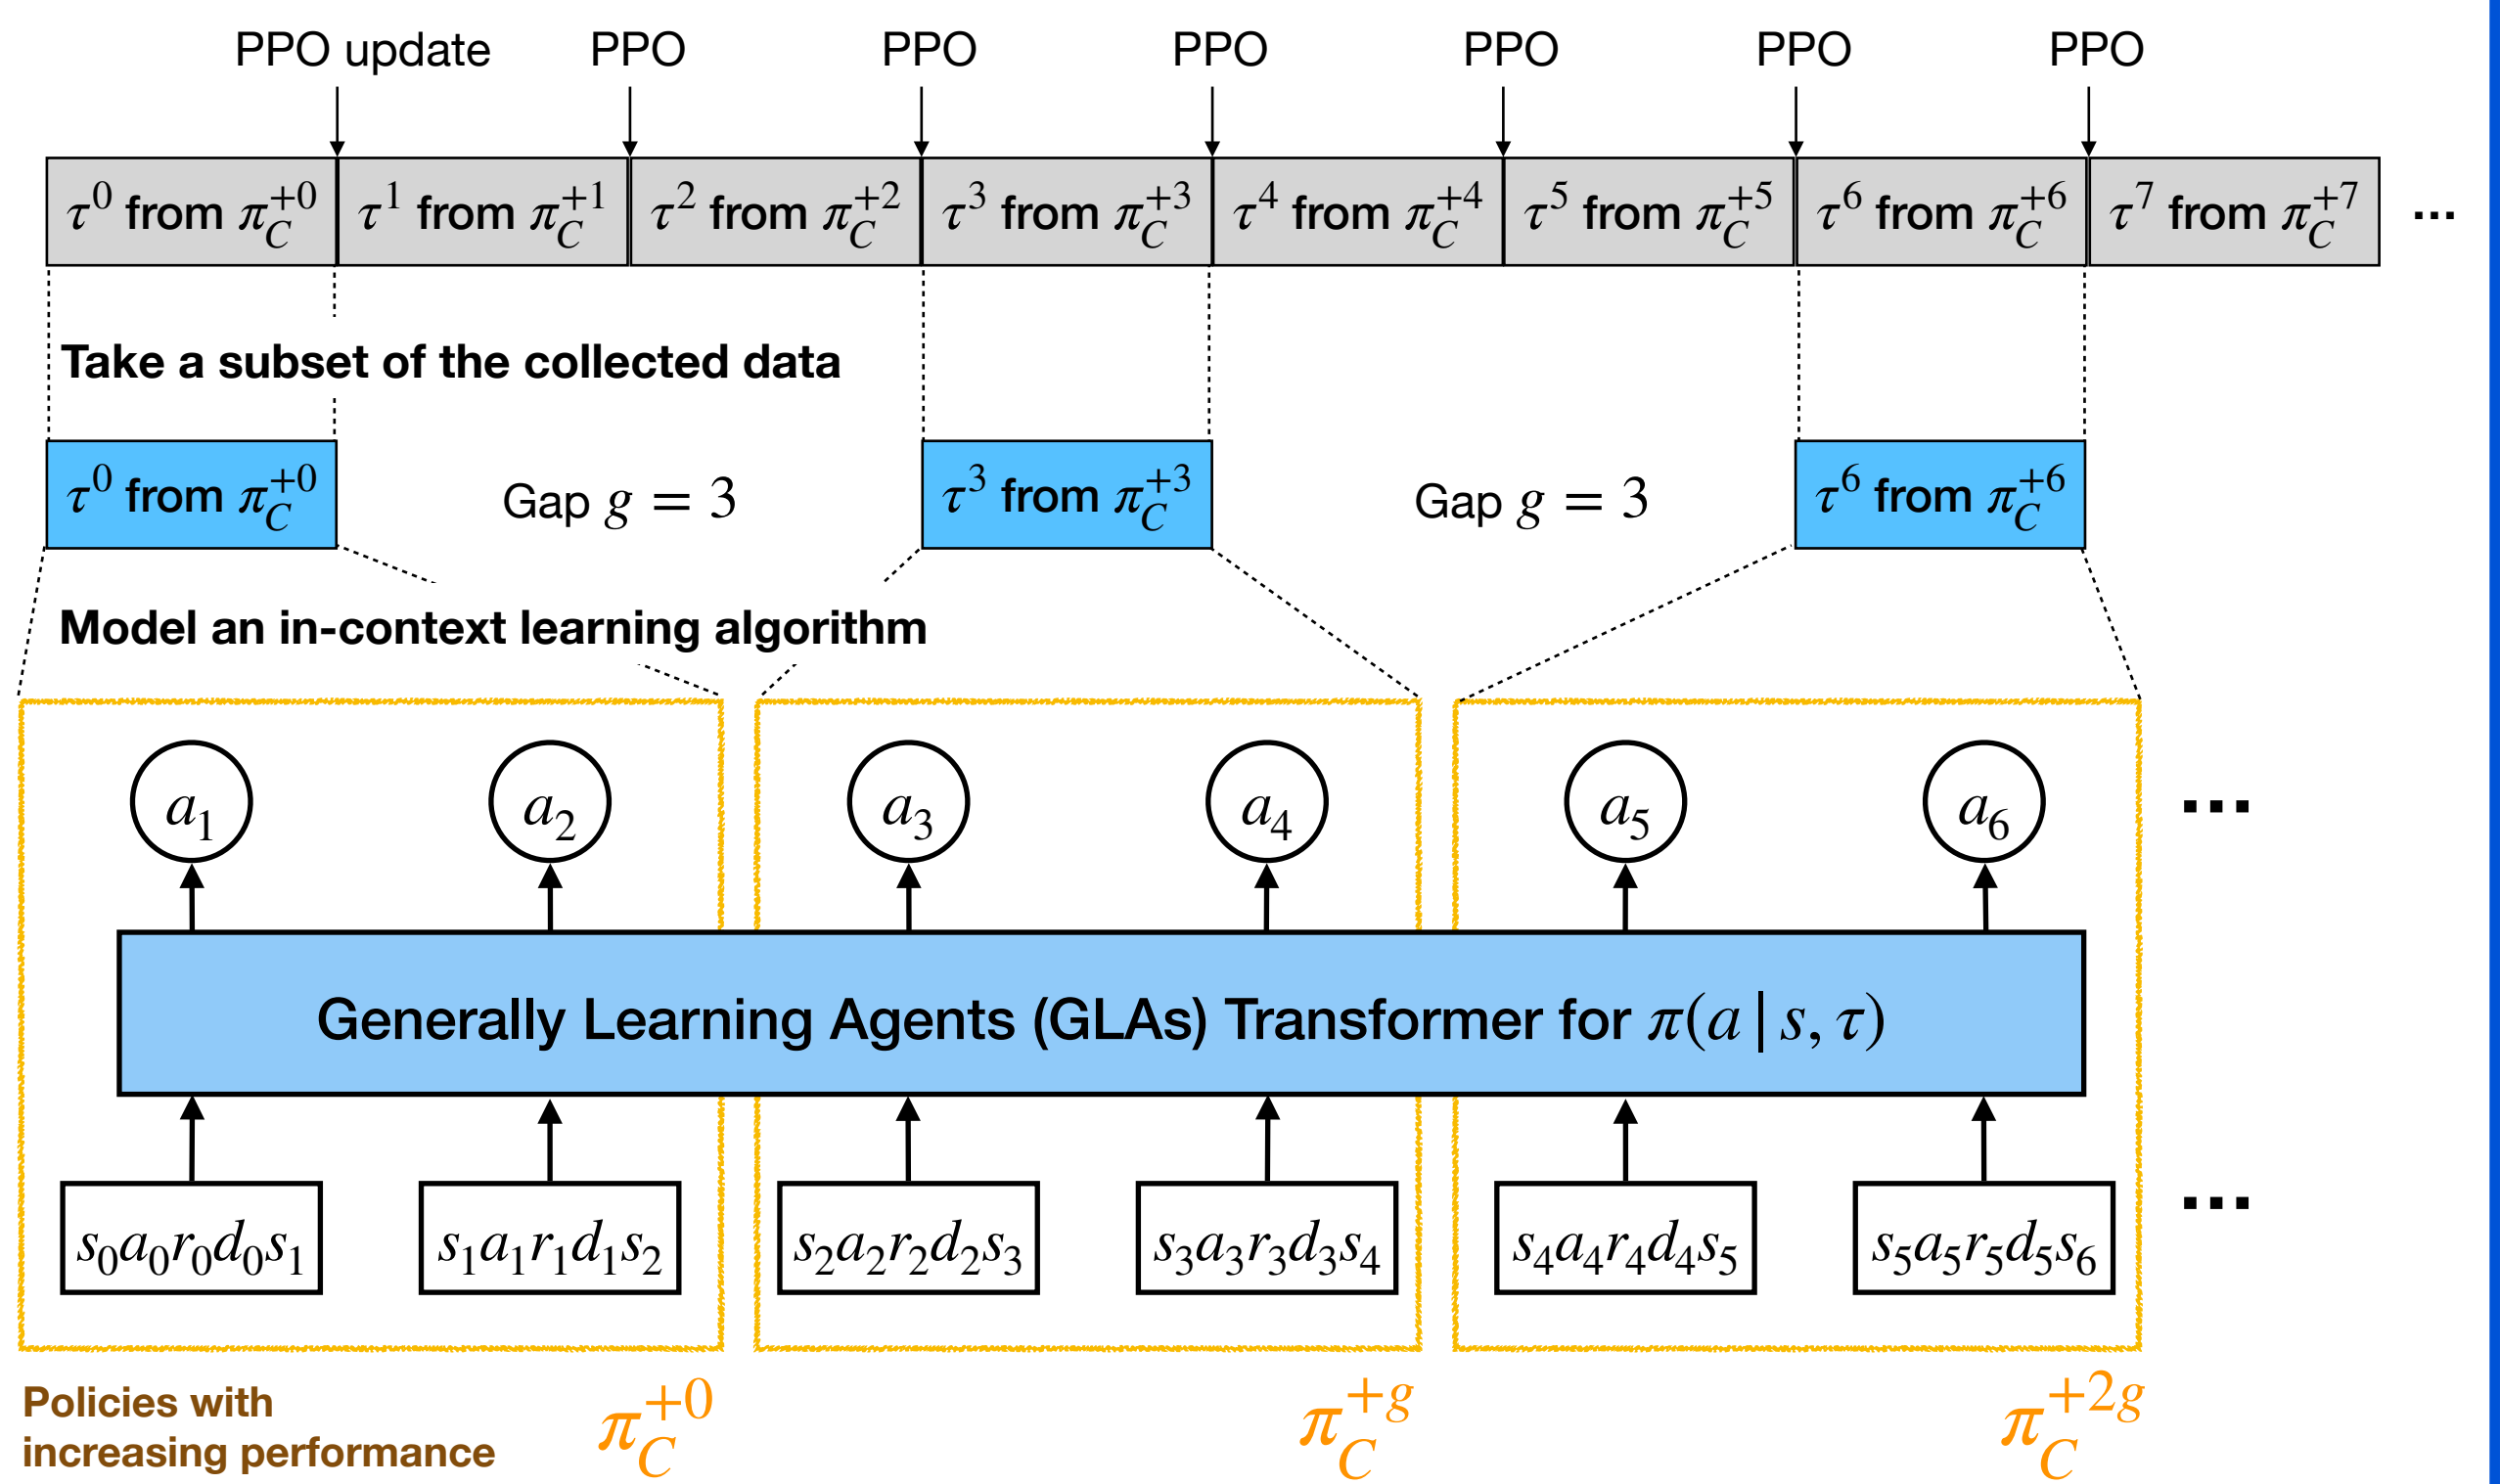 PPO update PPO PPO PPO PPO PPO PPO
τ⁰ from π_C^{+0} τ¹ from π_C^{+1} τ² from π_C^{+2} τ³ from π_C^{+3} τ⁴ from π_C^{+4} τ⁵ from π_C^{+5} τ⁶ from π_C^{+6} τ⁷ from π_C^{+7} ...
Take a subset of the collected data
τ⁰ from π_C^{+0} Gap g = 3 τ³ from π_C^{+3} Gap g = 3 τ⁶ from π_C^{+6}
Model an in-context learning algorithm
a₁ a₂ a₃ a₄ a₅ a₆ ...
Generally Learning Agents (GLAs) Transformer for π(a | s, τ)
s₀a₀r₀d₀s₁ s₁a₁r₁d₁s₂ s₂a₂r₂d₂s₃ s₃a₃r₃d₃s₄ s₄a₄r₄d₄s₅ s₅a₅r₅d₅s₆ ...
Policies with
increasing performance
π_C^{+0} π_C^{+g} π_C^{+2g}